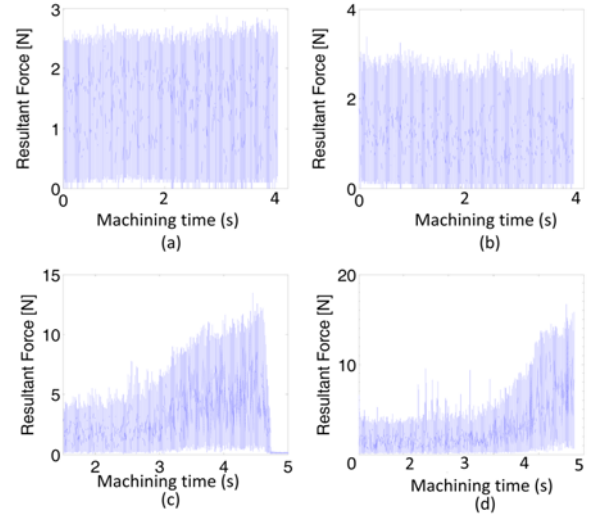 3
2
1
0
Resultant Force [N]
0 2 4
Machining time (s)
(a)
4
2
0
Resultant Force [N]
0 2 4
Machining time (s)
(b)
15
10
5
0
Resultant Force [N]
2 3 4 5
Machining time (s)
(c)
20
10
0
Resultant Force [N]
0 2 3 4 5
Machining time (s)
(d)